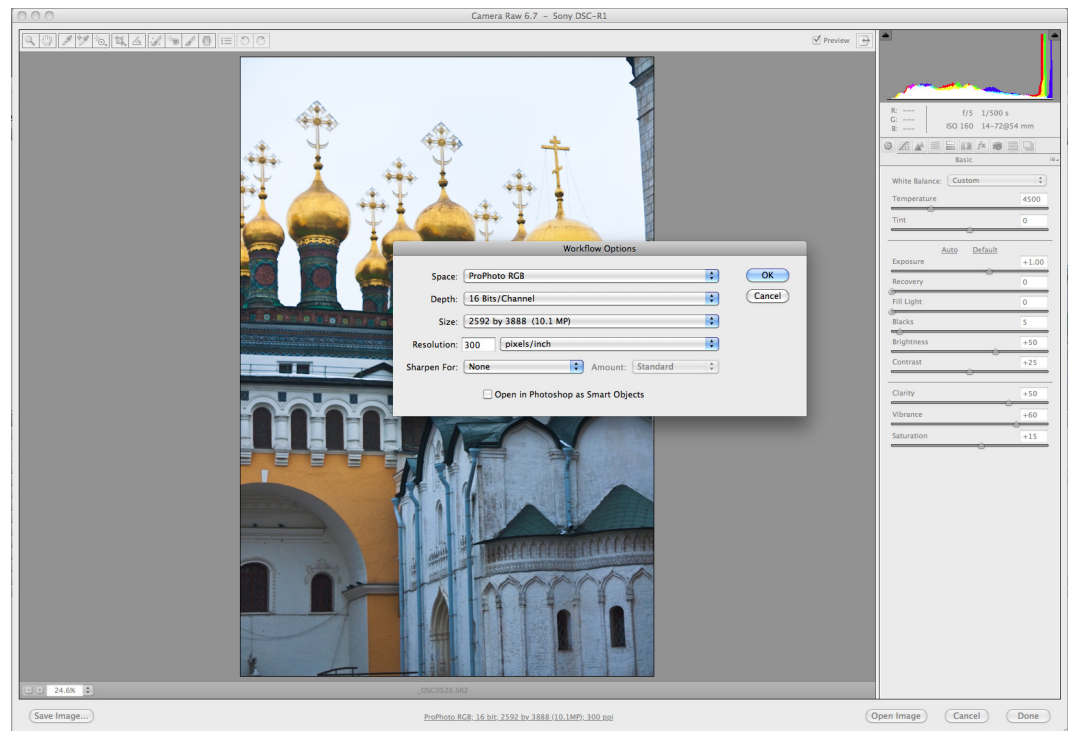 Camera Raw 6.7 – Sony DSC-R1
Preview
R: ---
G: ---
B: ---
f/5 1/500 s
ISO 160 14-72@54 mm
Basic
White Balance: Custom
Temperature 4500
Tint 0
Auto Default
Exposure +1.00
Recovery 0
Fill Light 0
Blacks 5
Brightness +50
Contrast +25
Clarity +50
Vibrance +60
Saturation +15
Workflow Options
Space: ProPhoto RGB
OK
Depth: 16 Bits/Channel
Cancel
Size: 2592 by 3888 (10.1 MP)
Resolution: 300 pixels/inch
Sharpen For: None Amount: Standard
Open in Photoshop as Smart Objects
24.6%
_DSC0526.SR2
Save Image...
ProPhoto RGB; 16 bit; 2592 by 3888 (10.1MP); 300 ppi
Open Image
Cancel
Done